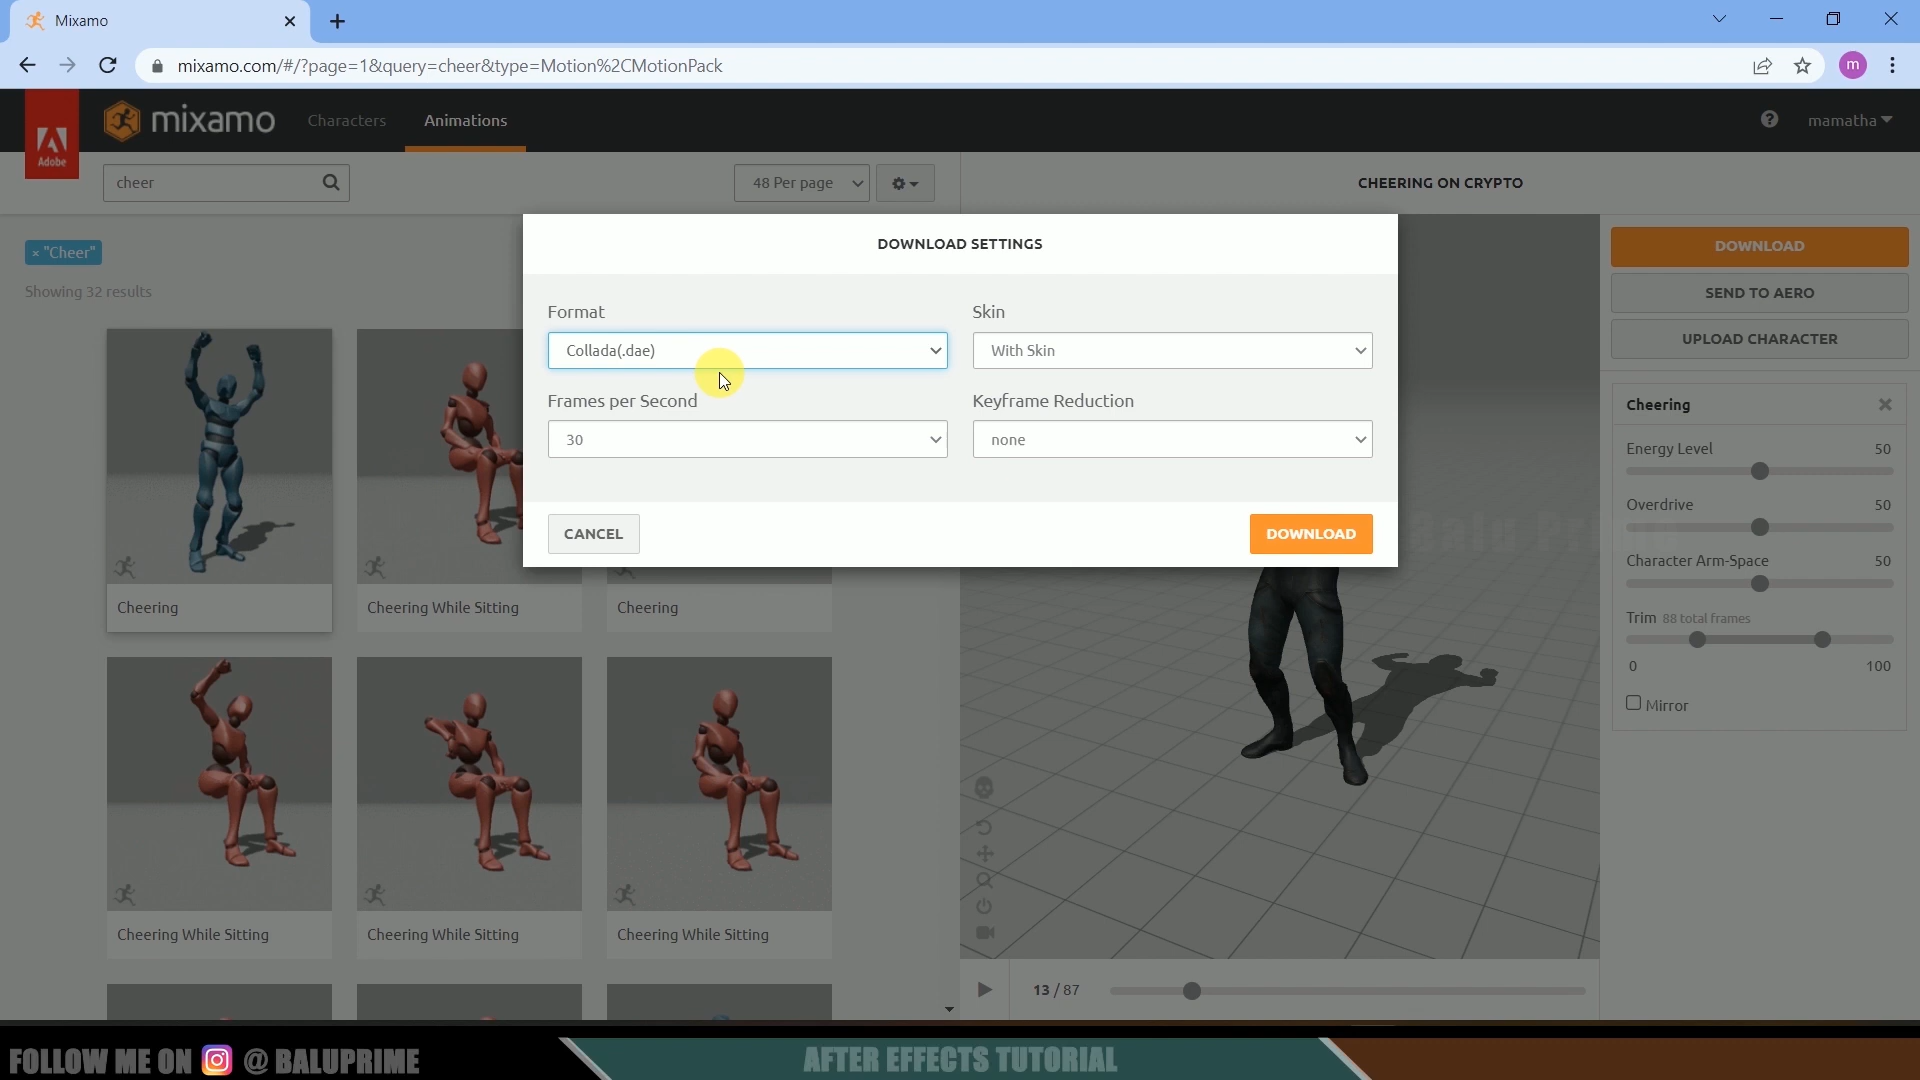 Mixamo
mixamo.com/#/?page=1&query=cheer&type=Motion%2CMotionPack
m
Adobe
mixamo
Characters
Animations
mamatha
cheer
48 Per page
CHEERING ON CRYPTO
× "Cheer"
Showing 32 results
DOWNLOAD SETTINGS
Format
Skin
Collada(.dae)
With Skin
Frames per Second
Keyframe Reduction
30
none
CANCEL
DOWNLOAD
DOWNLOAD
SEND TO AERO
UPLOAD CHARACTER
Cheering
Energy Level 50
Overdrive 50
Character Arm-Space 50
Trim 88 total frames
0 100
Mirror
Cheering
Cheering While Sitting
Cheering
Cheering While Sitting
Cheering While Sitting
Cheering While Sitting
13 / 87
FOLLOW ME ON @ BALUPRIME
AFTER EFFECTS TUTORIAL